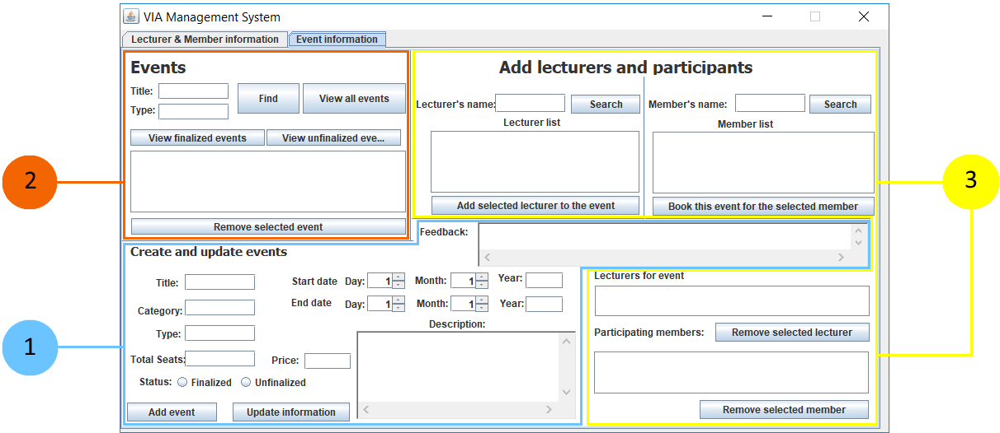 VIA Management System
Lecturer & Member information
Event information
Events
Title:
Find
View all events
Type:
View finalized events
View unfinalized eve...
Remove selected event
2
Add lecturers and participants
Lecturer's name:
Search
Member's name:
Search
Lecturer list
Member list
Add selected lecturer to the event
Book this event for the selected member
3
Feedback:
Create and update events
Title:
Start date Day: 1 Month: 1 Year:
Category:
End date Day: 1 Month: 1 Year:
Type:
Description:
Total Seats:
Price:
Status: Finalized Unfinalized
Add event
Update information
1
Lecturers for event
Participating members:
Remove selected lecturer
Remove selected member